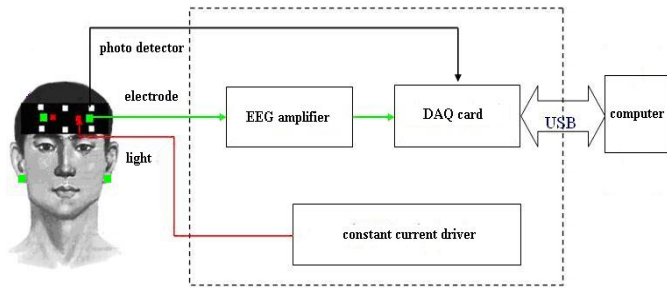 photo detector
electrode
EEG amplifier
DAQ card
USB
computer
light
constant current driver